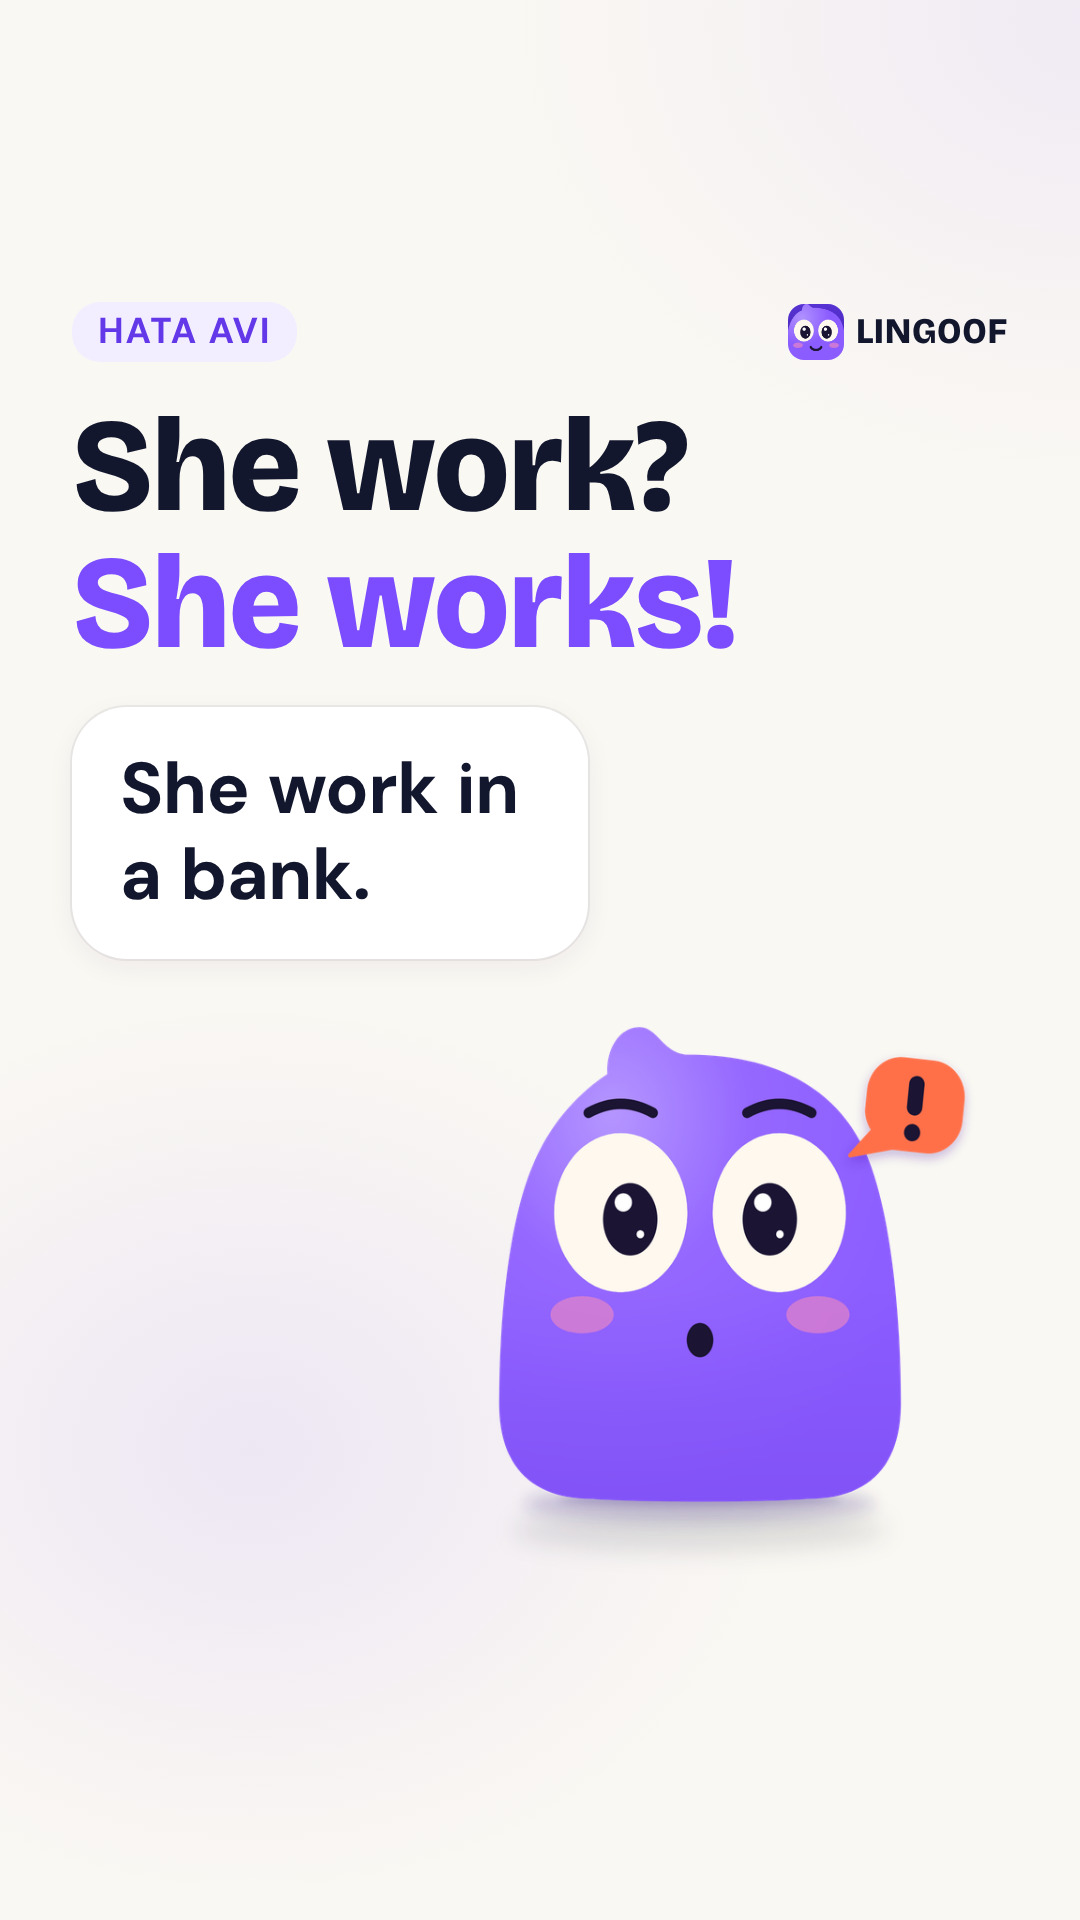 HATA AVI
LINGOOF
She work?
She works!
She work in
a bank.
!